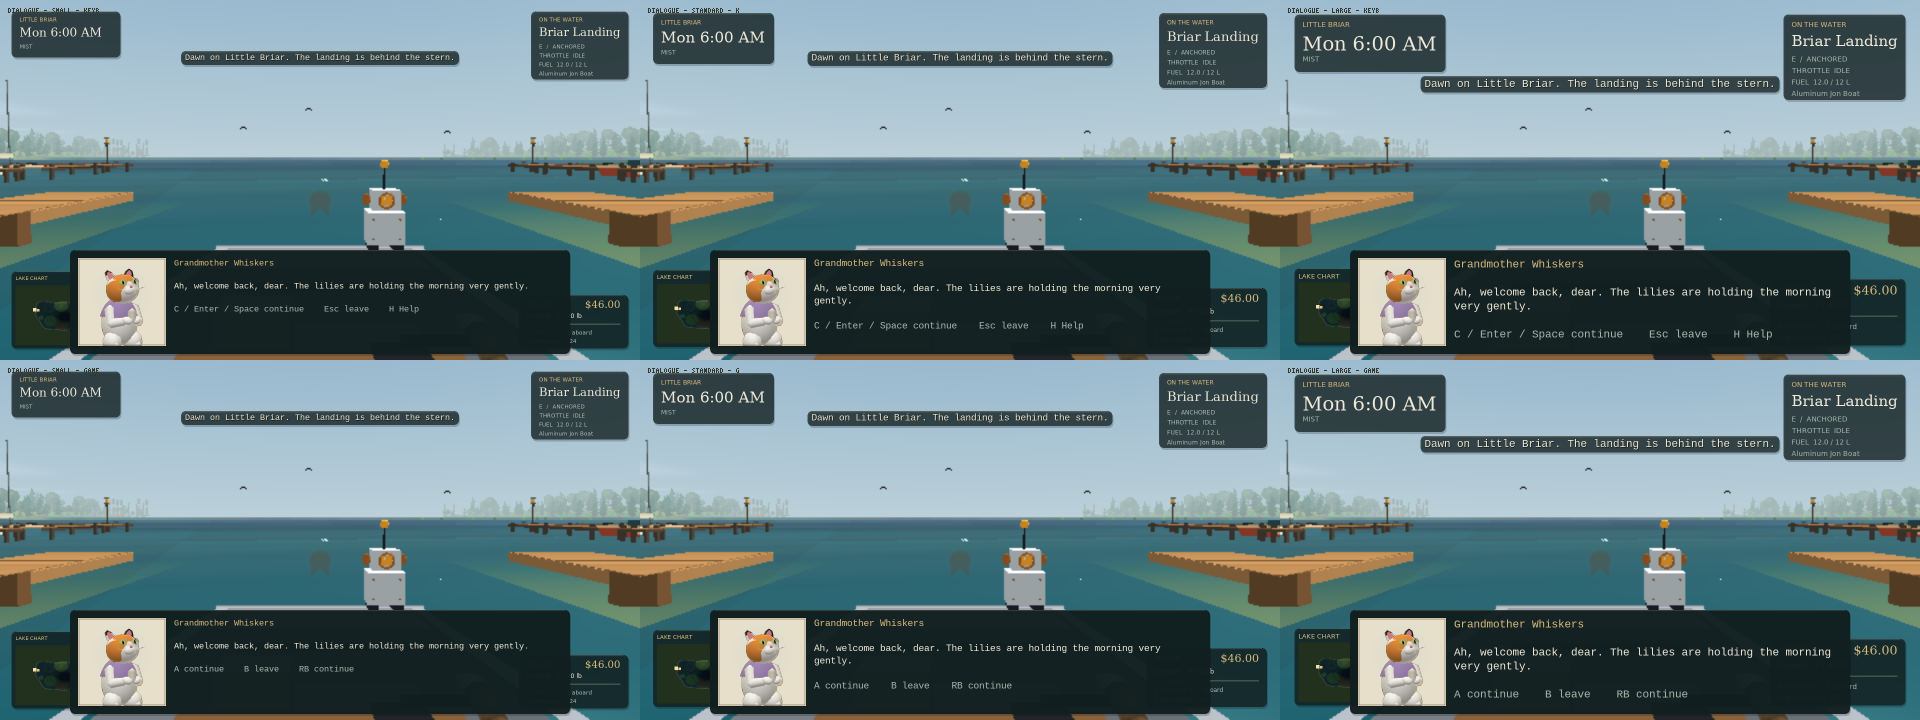 DIALOGUE - SMALL - KEYB
LITTLE BRIAR
Mon 6:00 AM
MIST
Dawn on Little Briar. The landing is behind the stern.
ON THE WATER
Briar Landing
E / ANCHORED
THROTTLE IDLE
FUEL 12.0 / 12 L
Aluminum Jon Boat
LAKE CHART
Grandmother Whiskers
Ah, welcome back, dear. The lilies are holding the morning very gently.
C / Enter / Space continue Esc leave H Help
$46.00
0 lb
aboard
24
DIALOGUE - STANDARD - K
LITTLE BRIAR
Mon 6:00 AM
MIST
Dawn on Little Briar. The landing is behind the stern.
ON THE WATER
Briar Landing
E / ANCHORED
THROTTLE IDLE
FUEL 12.0 / 12 L
Aluminum Jon Boat
LAKE CHART
Grandmother Whiskers
Ah, welcome back, dear. The lilies are holding the morning very
gently.
C / Enter / Space continue Esc leave H Help
$46.00
b
oard
DIALOGUE - LARGE - KEYB
LITTLE BRIAR
Mon 6:00 AM
MIST
Dawn on Little Briar. The landing is behind the stern.
ON THE WATER
Briar Landing
E / ANCHORED
THROTTLE IDLE
FUEL 12.0 / 12 L
Aluminum Jon Boat
LAKE CHART
Grandmother Whiskers
Ah, welcome back, dear. The lilies are holding the morning
very gently.
C / Enter / Space continue Esc leave H Help
$46.00
rd
DIALOGUE - SMALL - GAME
LITTLE BRIAR
Mon 6:00 AM
MIST
Dawn on Little Briar. The landing is behind the stern.
ON THE WATER
Briar Landing
E / ANCHORED
THROTTLE IDLE
FUEL 12.0 / 12 L
Aluminum Jon Boat
LAKE CHART
Grandmother Whiskers
Ah, welcome back, dear. The lilies are holding the morning very gently.
A continue B leave RB continue
$46.00
0 lb
aboard
24
DIALOGUE - STANDARD - G
LITTLE BRIAR
Mon 6:00 AM
MIST
Dawn on Little Briar. The landing is behind the stern.
ON THE WATER
Briar Landing
E / ANCHORED
THROTTLE IDLE
FUEL 12.0 / 12 L
Aluminum Jon Boat
LAKE CHART
Grandmother Whiskers
Ah, welcome back, dear. The lilies are holding the morning very
gently.
A continue B leave RB continue
$46.00
b
oard
DIALOGUE - LARGE - GAME
LITTLE BRIAR
Mon 6:00 AM
MIST
Dawn on Little Briar. The landing is behind the stern.
ON THE WATER
Briar Landing
E / ANCHORED
THROTTLE IDLE
FUEL 12.0 / 12 L
Aluminum Jon Boat
LAKE CHART
Grandmother Whiskers
Ah, welcome back, dear. The lilies are holding the morning
very gently.
A continue B leave RB continue
$46.00
rd